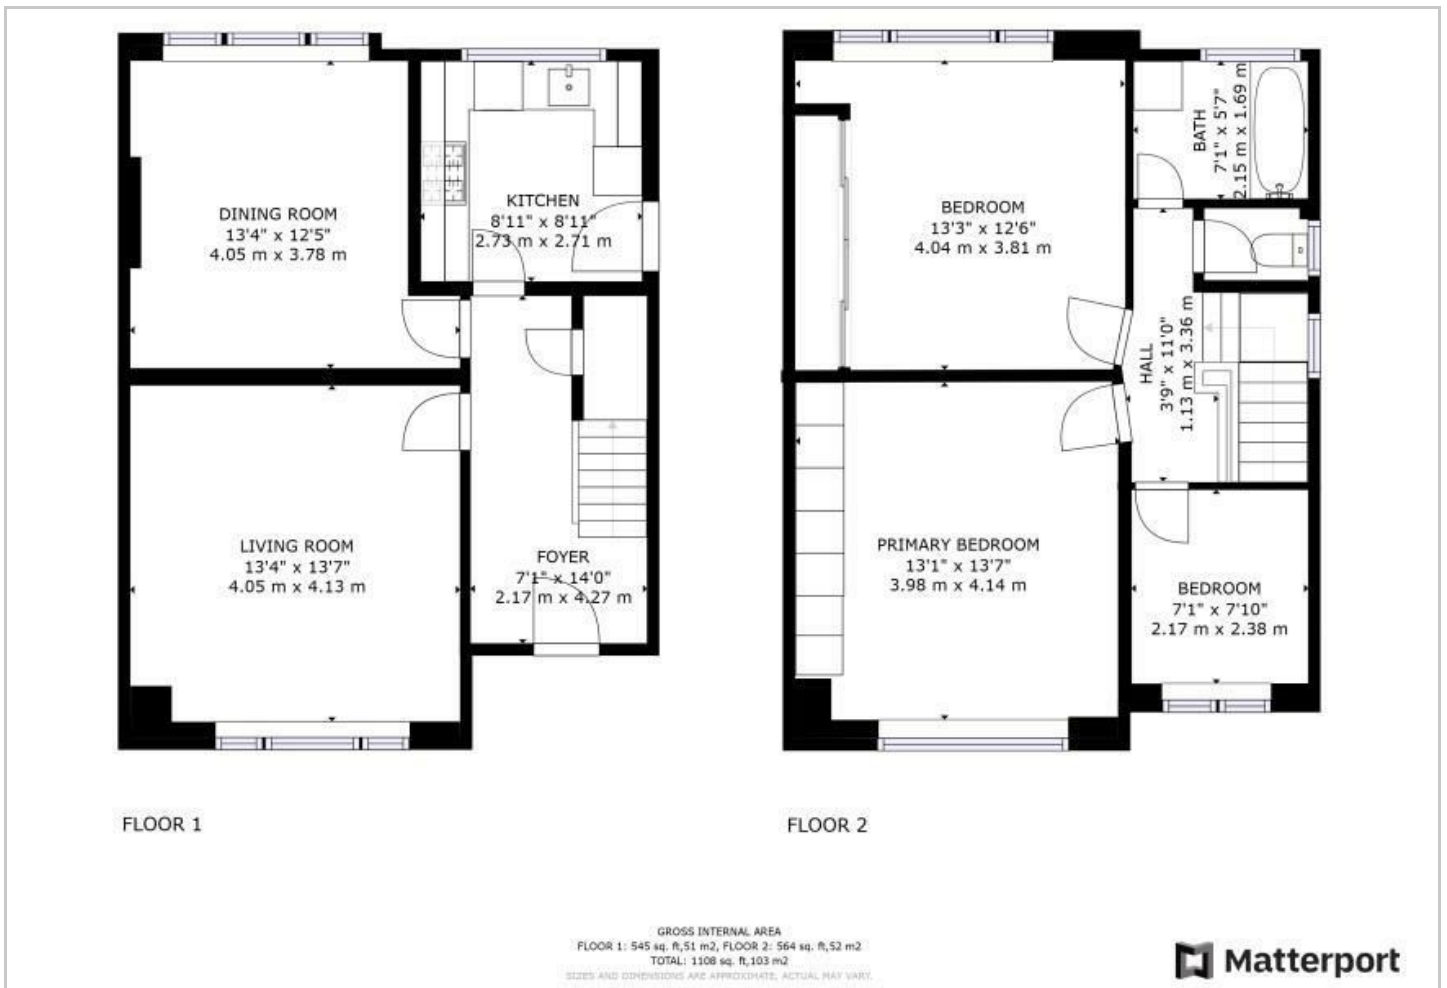 DINING ROOM
13'4" x 12'5"
4.05 m x 3.78 m
KITCHEN
8'11" x 8'11"
2.73 m x 2.71 m
LIVING ROOM
13'4" x 13'7"
4.05 m x 4.13 m
FOYER
7'1" x 14'0"
2.17 m x 4.27 m
FLOOR 1
BEDROOM
13'3" x 12'6"
4.04 m x 3.81 m
BATH
7'1" x 5'7"
2.15 m x 1.69 m
HALL
3'9" x 11'0"
1.13 m x 3.36 m
PRIMARY BEDROOM
13'1" x 13'7"
3.98 m x 4.14 m
BEDROOM
7'1" x 7'10"
2.17 m x 2.38 m
FLOOR 2
GROSS INTERNAL AREA
FLOOR 1: 545 sq. ft,51 m2, FLOOR 2: 564 sq. ft,52 m2
TOTAL: 1108 sq. ft,103 m2
SIZES AND DIMENSIONS ARE APPROXIMATE, ACTUAL MAY VARY.
Matterport